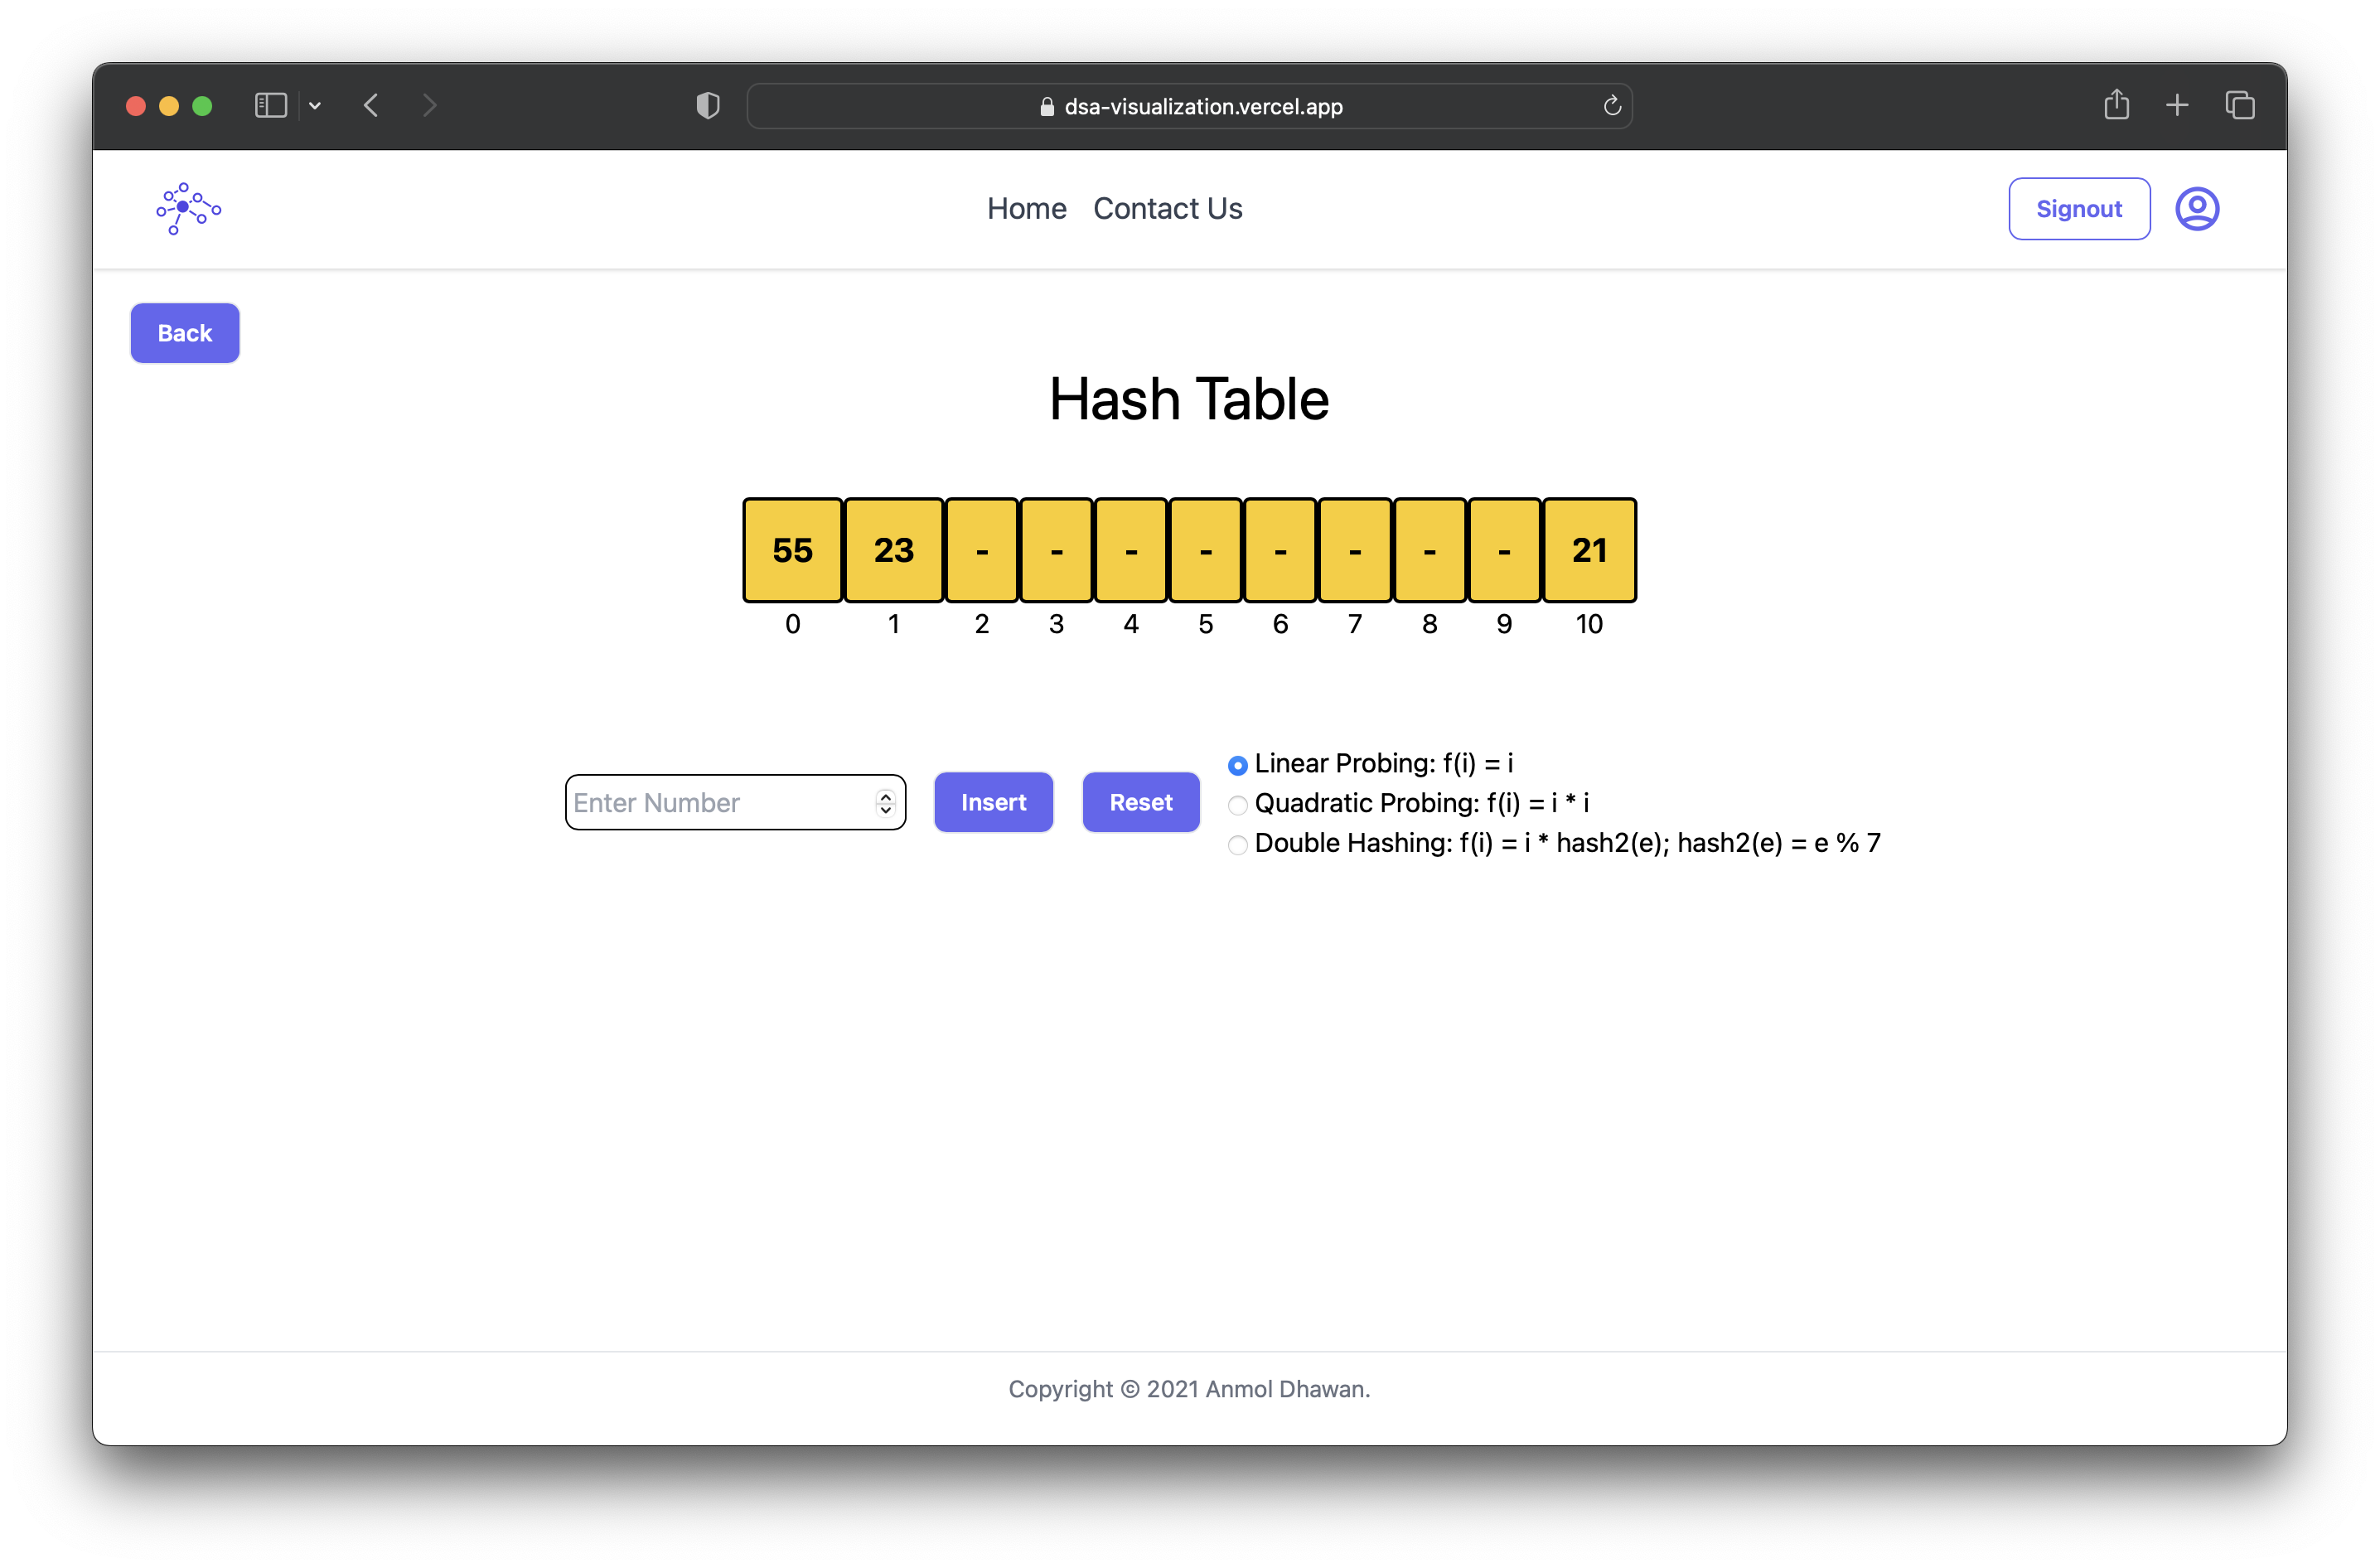 dsa-visualization.vercel.app
Home Contact Us
Signout
Back
Hash Table
55 23 - - - - - - - - 21
0 1 2 3 4 5 6 7 8 9 10
Linear Probing: f(i) = i
Enter Number Insert Reset Quadratic Probing: f(i) = i * i
Double Hashing: f(i) = i * hash2(e); hash2(e) = e % 7
Copyright © 2021 Anmol Dhawan.